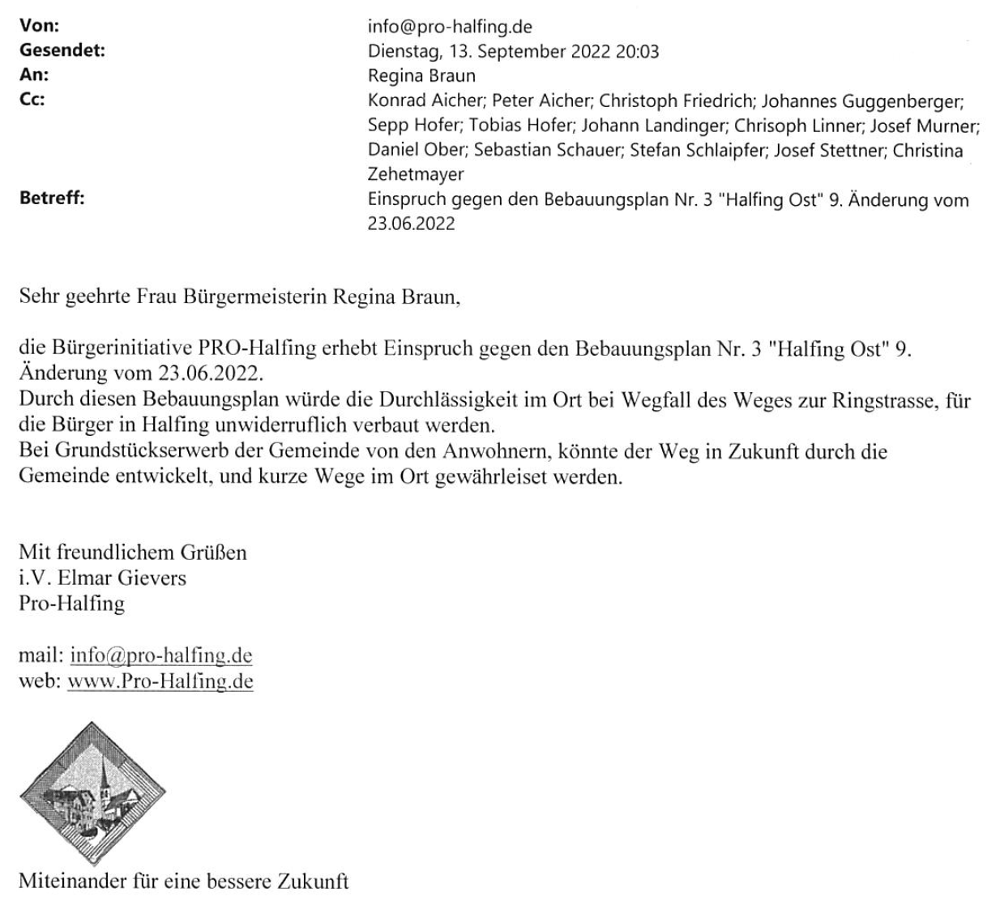 Von: info@pro-halfing.de
Gesendet: Dienstag, 13. September 2022 20:03
An: Regina Braun
Cc: Konrad Aicher; Peter Aicher; Christoph Friedrich; Johannes Guggenberger;
Sepp Hofer; Tobias Hofer; Johann Landinger; Chrisoph Linner; Josef Murner;
Daniel Ober; Sebastian Schauer; Stefan Schlaipfer; Josef Stettner; Christina
Zehetmayer
Betreff: Einspruch gegen den Bebauungsplan Nr. 3 "Halfing Ost" 9. Änderung vom
23.06.2022
Sehr geehrte Frau Bürgermeisterin Regina Braun,
die Bürgerinitiative PRO-Halfing erhebt Einspruch gegen den Bebauungsplan Nr. 3 "Halfing Ost" 9.
Änderung vom 23.06.2022.
Durch diesen Bebauungsplan würde die Durchlässigkeit im Ort bei Wegfall des Weges zur Ringstrasse, für
die Bürger in Halfing unwiderruflich verbaut werden.
Bei Grundstückserwerb der Gemeinde von den Anwohnern, könnte der Weg in Zukunft durch die
Gemeinde entwickelt, und kurze Wege im Ort gewährleiset werden.
Mit freundlichem Grüßen
i.V. Elmar Gievers
Pro-Halfing
mail: info@pro-halfing.de
web: www.Pro-Halfing.de
Miteinander für eine bessere Zukunft